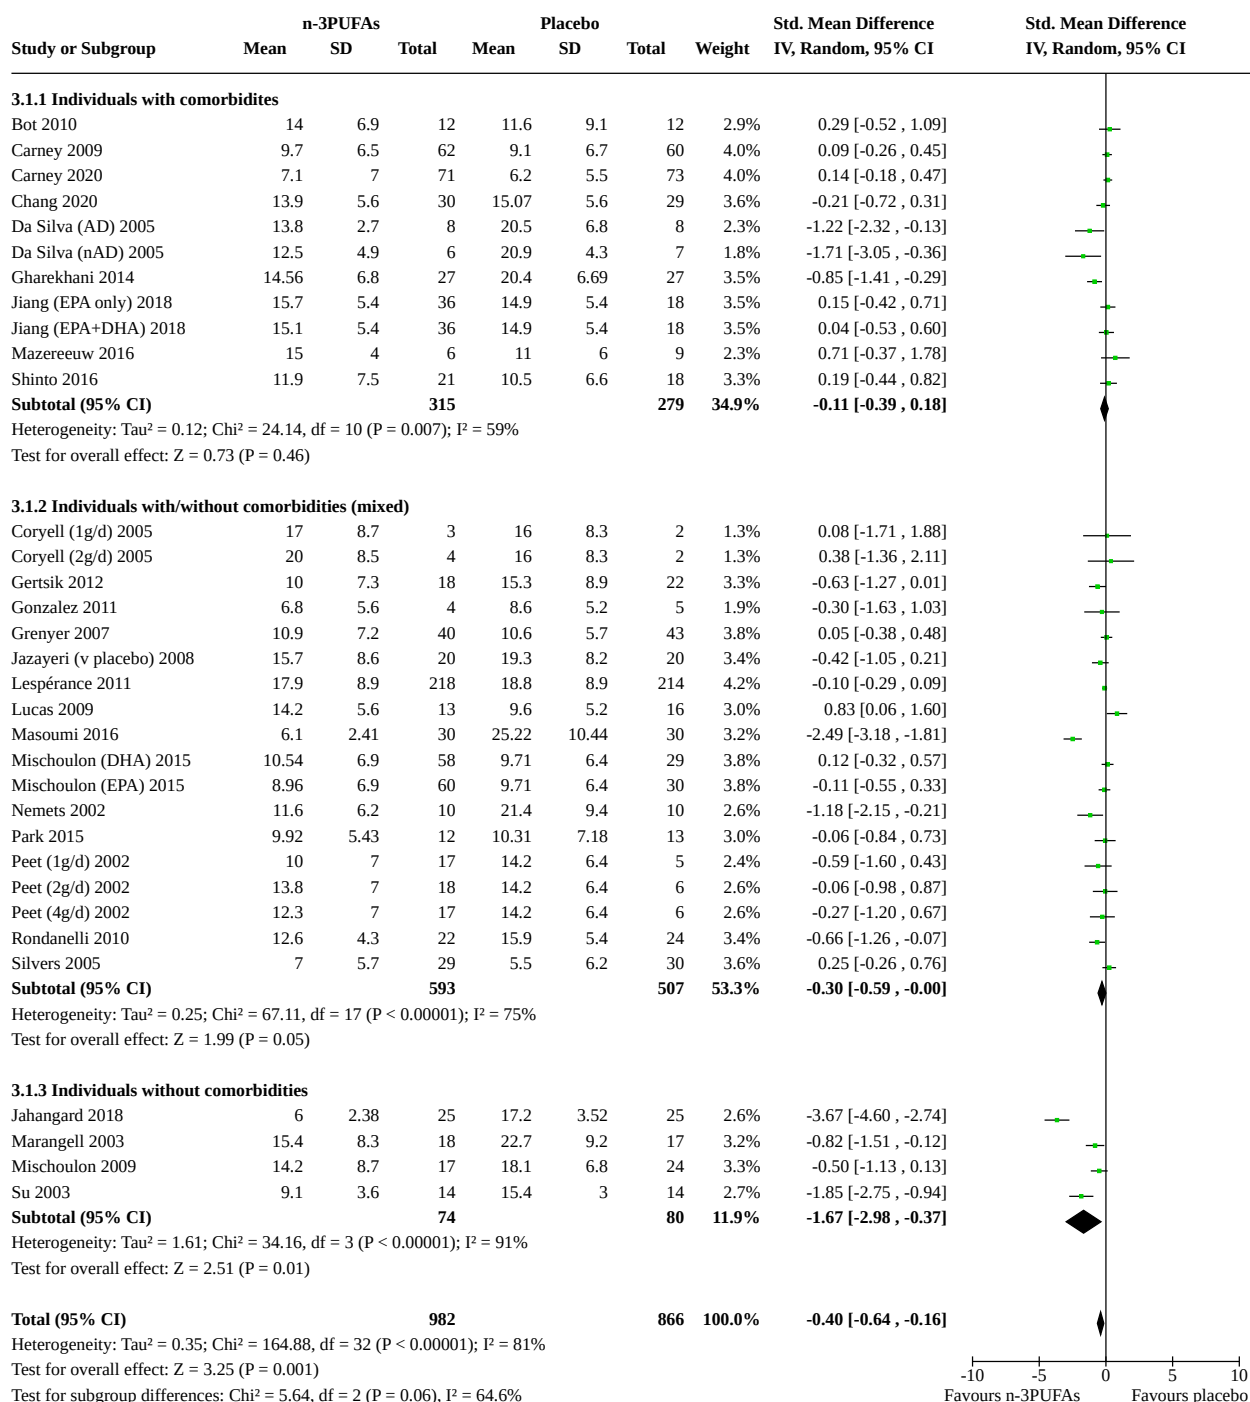 n-3PUFAs Placebo Std. Mean Difference Std. Mean Difference
Study or Subgroup Mean SD Total Mean SD Total Weight IV, Random, 95% CI IV, Random, 95% CI
3.1.1 Individuals with comorbidites
Bot 2010 14 6.9 12 11.6 9.1 12 2.9% 0.29 [-0.52 , 1.09]
Carney 2009 9.7 6.5 62 9.1 6.7 60 4.0% 0.09 [-0.26 , 0.45]
Carney 2020 7.1 7 71 6.2 5.5 73 4.0% 0.14 [-0.18 , 0.47]
Chang 2020 13.9 5.6 30 15.07 5.6 29 3.6% -0.21 [-0.72 , 0.31]
Da Silva (AD) 2005 13.8 2.7 8 20.5 6.8 8 2.3% -1.22 [-2.32 , -0.13]
Da Silva (nAD) 2005 12.5 4.9 6 20.9 4.3 7 1.8% -1.71 [-3.05 , -0.36]
Gharekhani 2014 14.56 6.8 27 20.4 6.69 27 3.5% -0.85 [-1.41 , -0.29]
Jiang (EPA only) 2018 15.7 5.4 36 14.9 5.4 18 3.5% 0.15 [-0.42 , 0.71]
Jiang (EPA+DHA) 2018 15.1 5.4 36 14.9 5.4 18 3.5% 0.04 [-0.53 , 0.60]
Mazereeuw 2016 15 4 6 11 6 9 2.3% 0.71 [-0.37 , 1.78]
Shinto 2016 11.9 7.5 21 10.5 6.6 18 3.3% 0.19 [-0.44 , 0.82]
Subtotal (95% CI) 315 279 34.9% -0.11 [-0.39 , 0.18]
Heterogeneity: Tau² = 0.12; Chi² = 24.14, df = 10 (P = 0.007); I² = 59%
Test for overall effect: Z = 0.73 (P = 0.46)
3.1.2 Individuals with/without comorbidities (mixed)
Coryell (1g/d) 2005 17 8.7 3 16 8.3 2 1.3% 0.08 [-1.71 , 1.88]
Coryell (2g/d) 2005 20 8.5 4 16 8.3 2 1.3% 0.38 [-1.36 , 2.11]
Gertsik 2012 10 7.3 18 15.3 8.9 22 3.3% -0.63 [-1.27 , 0.01]
Gonzalez 2011 6.8 5.6 4 8.6 5.2 5 1.9% -0.30 [-1.63 , 1.03]
Grenyer 2007 10.9 7.2 40 10.6 5.7 43 3.8% 0.05 [-0.38 , 0.48]
Jazayeri (v placebo) 2008 15.7 8.6 20 19.3 8.2 20 3.4% -0.42 [-1.05 , 0.21]
Lespérance 2011 17.9 8.9 218 18.8 8.9 214 4.2% -0.10 [-0.29 , 0.09]
Lucas 2009 14.2 5.6 13 9.6 5.2 16 3.0% 0.83 [0.06 , 1.60]
Masoumi 2016 6.1 2.41 30 25.22 10.44 30 3.2% -2.49 [-3.18 , -1.81]
Mischoulon (DHA) 2015 10.54 6.9 58 9.71 6.4 29 3.8% 0.12 [-0.32 , 0.57]
Mischoulon (EPA) 2015 8.96 6.9 60 9.71 6.4 30 3.8% -0.11 [-0.55 , 0.33]
Nemets 2002 11.6 6.2 10 21.4 9.4 10 2.6% -1.18 [-2.15 , -0.21]
Park 2015 9.92 5.43 12 10.31 7.18 13 3.0% -0.06 [-0.84 , 0.73]
Peet (1g/d) 2002 10 7 17 14.2 6.4 5 2.4% -0.59 [-1.60 , 0.43]
Peet (2g/d) 2002 13.8 7 18 14.2 6.4 6 2.6% -0.06 [-0.98 , 0.87]
Peet (4g/d) 2002 12.3 7 17 14.2 6.4 6 2.6% -0.27 [-1.20 , 0.67]
Rondanelli 2010 12.6 4.3 22 15.9 5.4 24 3.4% -0.66 [-1.26 , -0.07]
Silvers 2005 7 5.7 29 5.5 6.2 30 3.6% 0.25 [-0.26 , 0.76]
Subtotal (95% CI) 593 507 53.3% -0.30 [-0.59 , -0.00]
Heterogeneity: Tau² = 0.25; Chi² = 67.11, df = 17 (P < 0.00001); I² = 75%
Test for overall effect: Z = 1.99 (P = 0.05)
3.1.3 Individuals without comorbidities
Jahangard 2018 6 2.38 25 17.2 3.52 25 2.6% -3.67 [-4.60 , -2.74]
Marangell 2003 15.4 8.3 18 22.7 9.2 17 3.2% -0.82 [-1.51 , -0.12]
Mischoulon 2009 14.2 8.7 17 18.1 6.8 24 3.3% -0.50 [-1.13 , 0.13]
Su 2003 9.1 3.6 14 15.4 3 14 2.7% -1.85 [-2.75 , -0.94]
Subtotal (95% CI) 74 80 11.9% -1.67 [-2.98 , -0.37]
Heterogeneity: Tau² = 1.61; Chi² = 34.16, df = 3 (P < 0.00001); I² = 91%
Test for overall effect: Z = 2.51 (P = 0.01)
Total (95% CI) 982 866 100.0% -0.40 [-0.64 , -0.16]
Heterogeneity: Tau² = 0.35; Chi² = 164.88, df = 32 (P < 0.00001); I² = 81%
Test for overall effect: Z = 3.25 (P = 0.001)
-10 -5 0 5 10
Test for subgroup differences: Chi² = 5.64, df = 2 (P = 0.06), I² = 64.6%
Favours n-3PUFAs Favours placebo